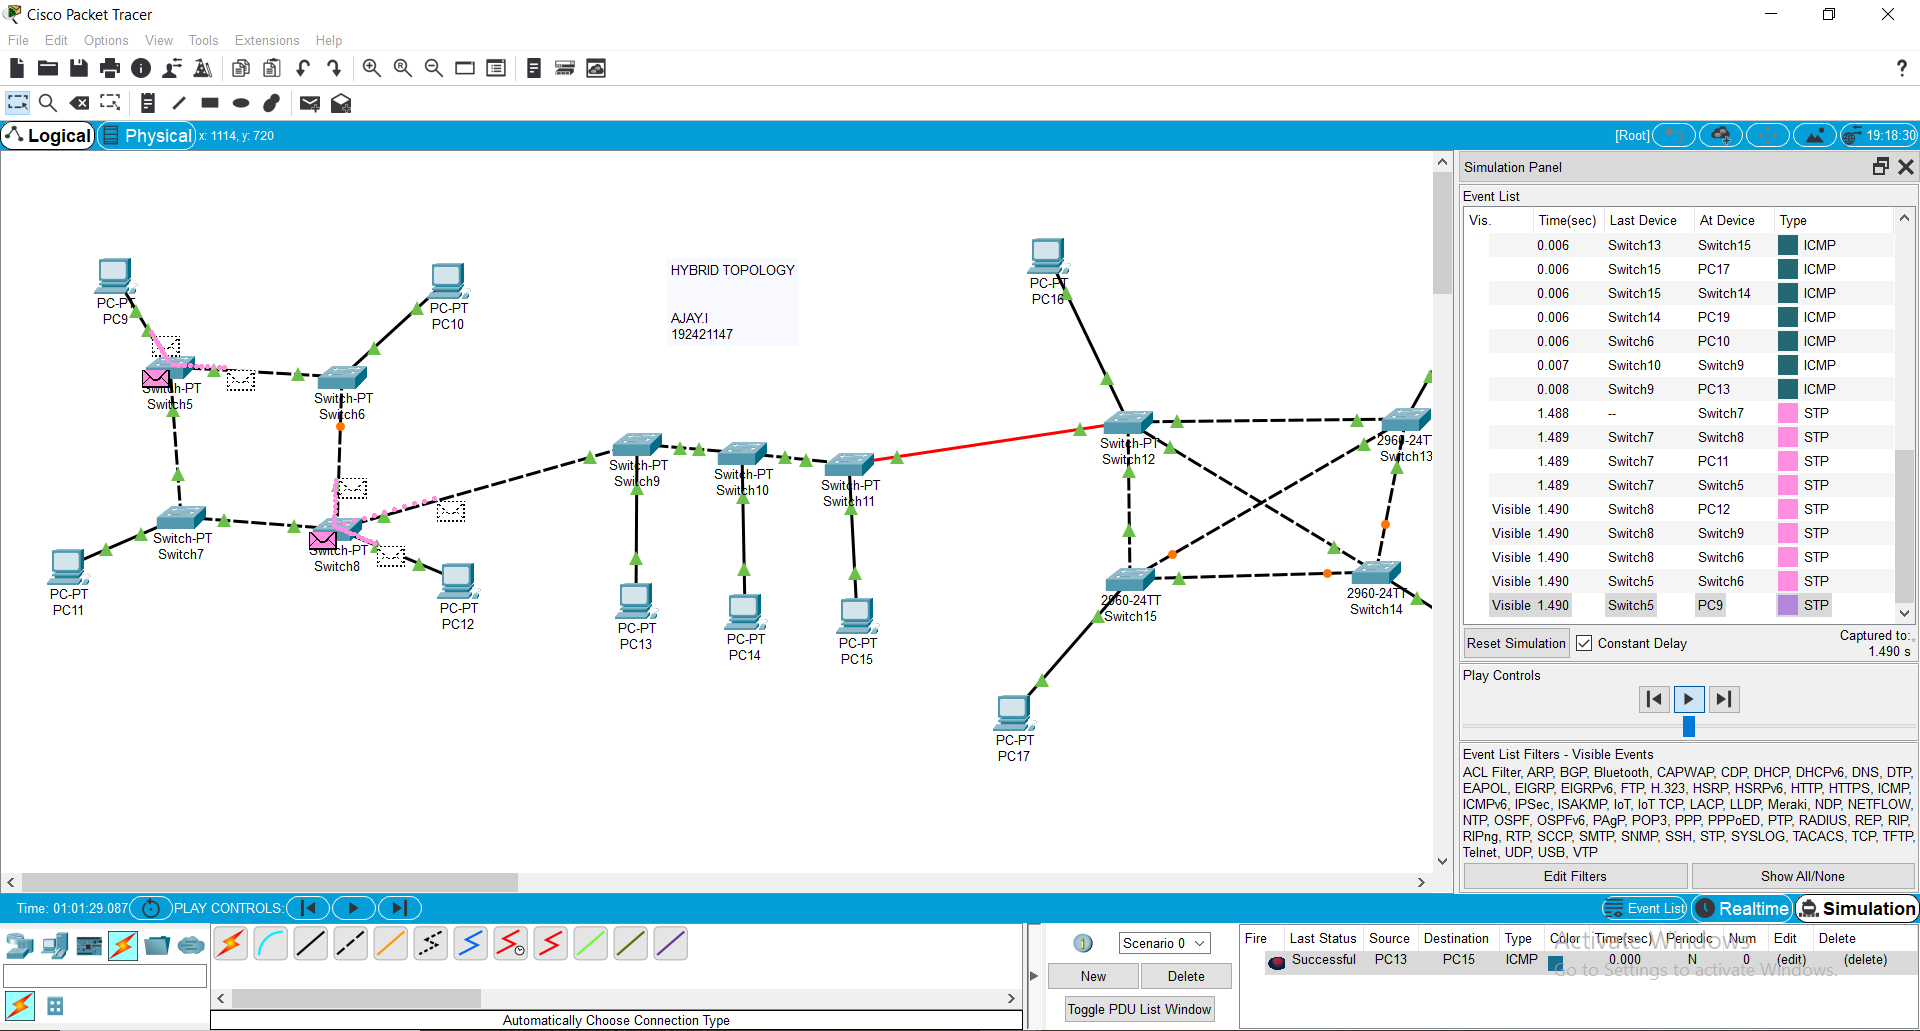 Cisco Packet Tracer
File Edit Options View Tools Extensions Help
Logical Physical x: 1114, y: 720 [Root] 19:18:30
HYBRID TOPOLOGY
AJAY.I
192421147
PC-PT
PC9
PC-PT
PC10
Switch-PT
Switch5
Switch-PT
Switch6
Switch-PT
Switch7
Switch-PT
Switch8
PC-PT
PC11
PC-PT
PC12
Switch-PT
Switch9
Switch-PT
Switch10
Switch-PT
Switch11
PC-PT
PC13
PC-PT
PC14
PC-PT
PC15
PC-PT
PC16
Switch-PT
Switch12
2960-24TT
Switch13
2960-24TT
Switch15
2960-24TT
Switch14
PC-PT
PC17
Simulation Panel
Event List
Vis. Time(sec) Last Device At Device Type
0.006 Switch13 Switch15 ICMP
0.006 Switch15 PC17 ICMP
0.006 Switch15 Switch14 ICMP
0.006 Switch14 PC19 ICMP
0.006 Switch6 PC10 ICMP
0.007 Switch10 Switch9 ICMP
0.008 Switch9 PC13 ICMP
1.488 -- Switch7 STP
1.489 Switch7 Switch8 STP
1.489 Switch7 PC11 STP
1.489 Switch7 Switch5 STP
Visible 1.490 Switch8 PC12 STP
Visible 1.490 Switch8 Switch9 STP
Visible 1.490 Switch8 Switch6 STP
Visible 1.490 Switch5 Switch6 STP
Visible 1.490 Switch5 PC9 STP
Reset Simulation Constant Delay Captured to:
1.490 s
Play Controls
Event List Filters - Visible Events
ACL Filter, ARP, BGP, Bluetooth, CAPWAP, CDP, DHCP, DHCPv6, DNS, DTP,
EAPOL, EIGRP, EIGRPv6, FTP, H.323, HSRP, HSRPv6, HTTP, HTTPS, ICMP,
ICMPv6, IPSec, ISAKMP, IoT, IoT TCP, LACP, LLDP, Meraki, NDP, NETFLOW,
NTP, OSPF, OSPFv6, PAgP, POP3, PPP, PPPoED, PTP, RADIUS, REP, RIP,
RIPng, RTP, SCCP, SMTP, SNMP, SSH, STP, SYSLOG, TACACS, TCP, TFTP,
Telnet, UDP, USB, VTP
Edit Filters Show All/None
Time: 01:01:29.087 PLAY CONTROLS: Event List Realtime Simulation
Scenario 0
New Delete
Toggle PDU List Window
Fire Last Status Source Destination Type Color Time(sec) Periodic Num Edit Delete
Successful PC13 PC15 ICMP 0.000 N 0 (edit) (delete)
Activate Windows
Go to Settings to activate Windows.
Automatically Choose Connection Type